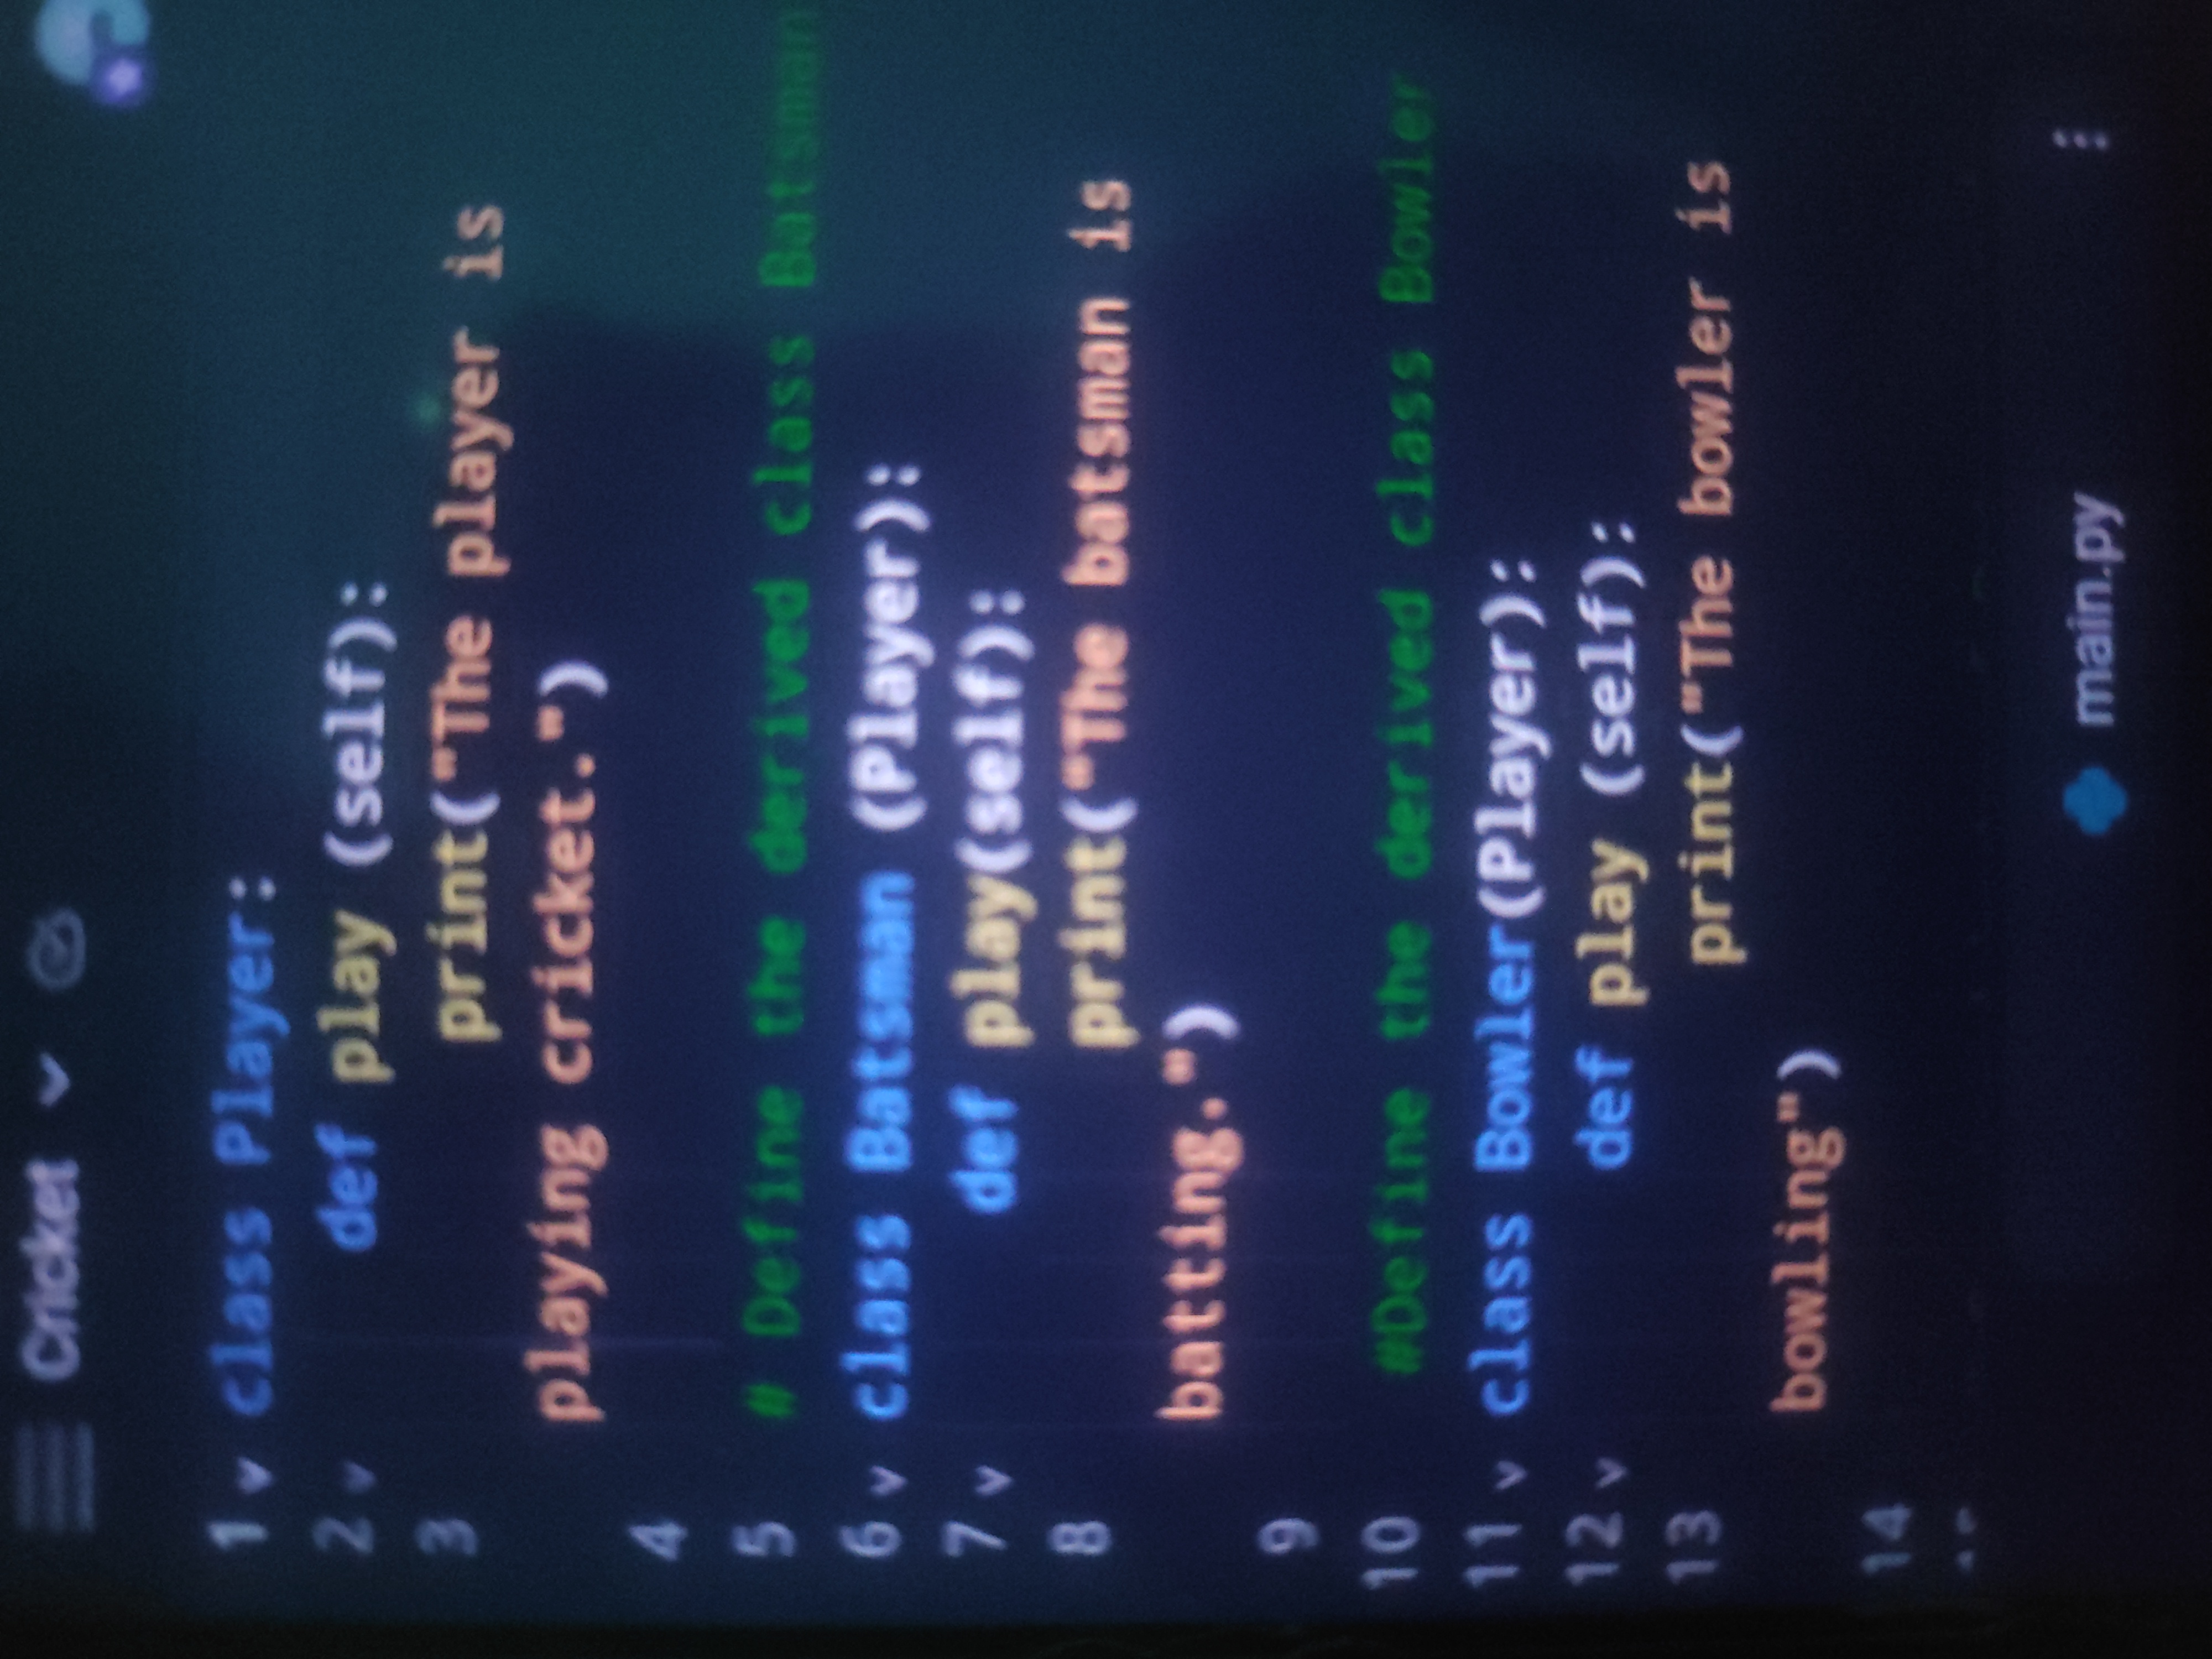 Cricket
1 class Player:
2     def play (self):
3          print("The player is
playing cricket.")
4
5 # Define the derived class Batsman
6 class Batsman (Player):
7      def play(self):
8          print("The batsman is
batting.")
9
10  #Define the derived class Bowler
11 class Bowler(Player):
12       def play (self):
13            print("The bowler is
bowling")
14
main.py